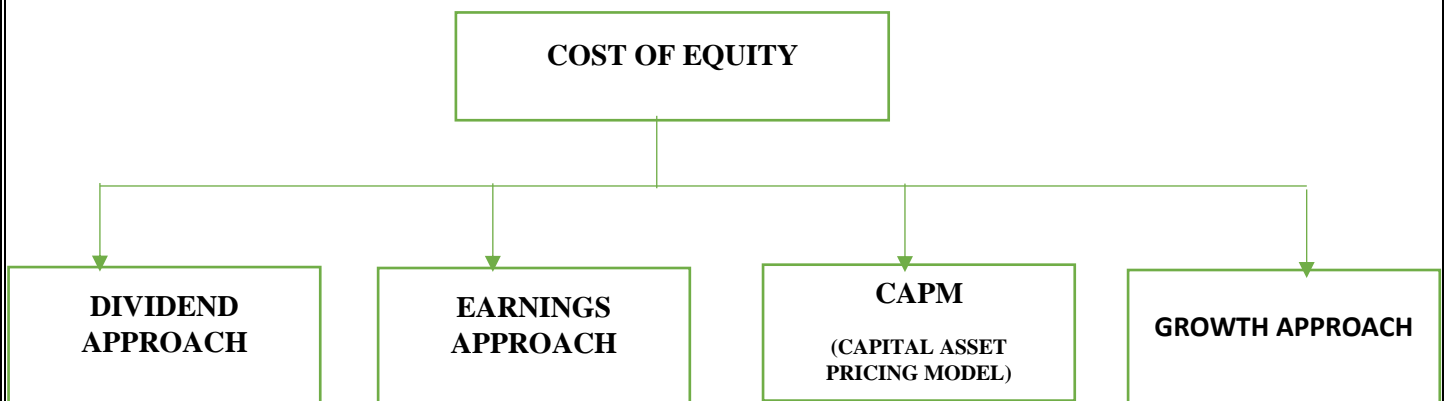 COST OF EQUITY
DIVIDEND
APPROACH
EARNINGS
APPROACH
CAPM
(CAPITAL ASSET
PRICING MODEL)
GROWTH APPROACH